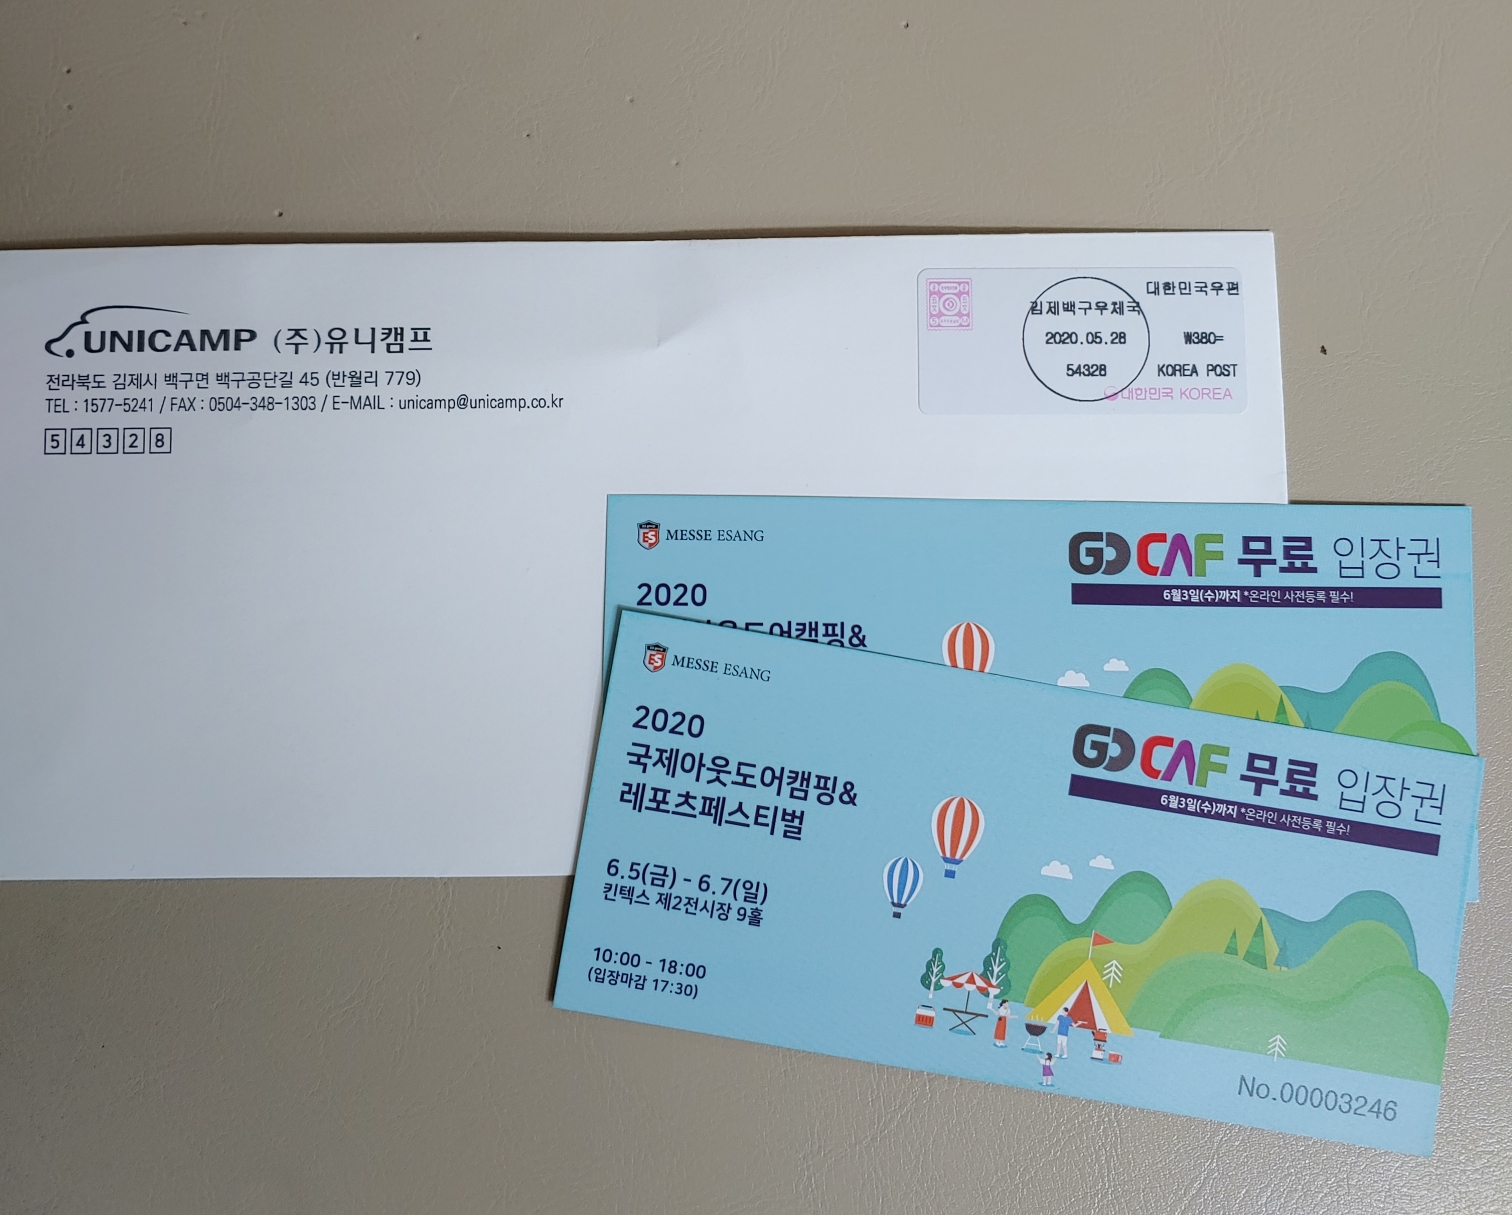 UNICAMP (주)유니캠프
전라북도 김제시 백구면 백구공단길 45 (반월리 779)
TEL : 1577-5241 / FAX : 0504-348-1303 / E-MAIL : unicamp@unicamp.co.kr
54328
대한민국우편
김제백구우체국
2020.05.28
₩380=
54328
KOREA POST
대한민국 KOREA
ES MESSE ESANG
GO CAF 무료 입장권
6월3일(수)까지 *온라인 사전등록 필수!
2020
ES MESSE ESANG
2020
국제아웃도어캠핑&
레포츠페스티벌
6.5(금) - 6.7(일)
킨텍스 제2전시장 9홀
10:00 - 18:00
(입장마감 17:30)
GO CAF 무료 입장권
6월3일(수)까지 *온라인 사전등록 필수!
No.00003246